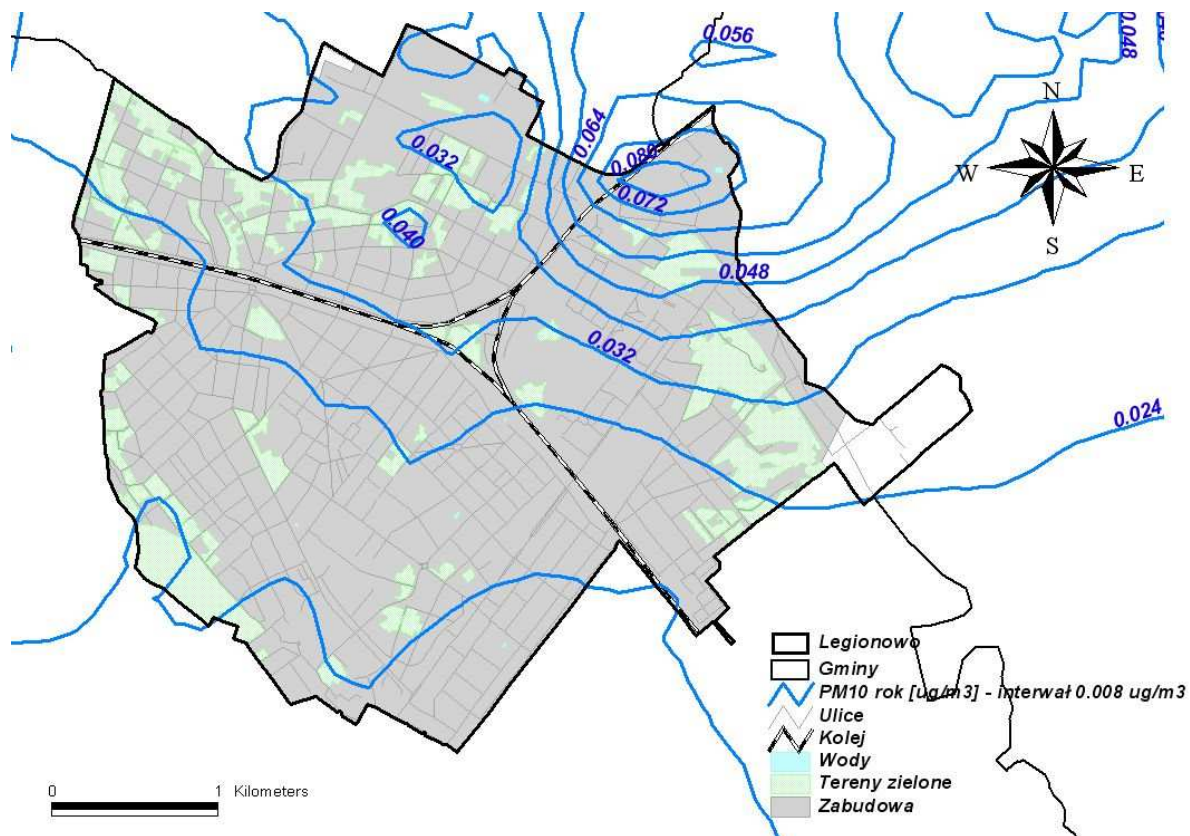 0.056
0.048
0.064
N
0.032
0.080
W
E
0.072
0.040
S
0.048
0.032
0.024
Legionowo
Gminy
PM10 rok [ug/m3] - interwał 0.008 ug/m3
Ulice
Kolej
Wody
Tereny zielone
Zabudowa
0 1 Kilometers